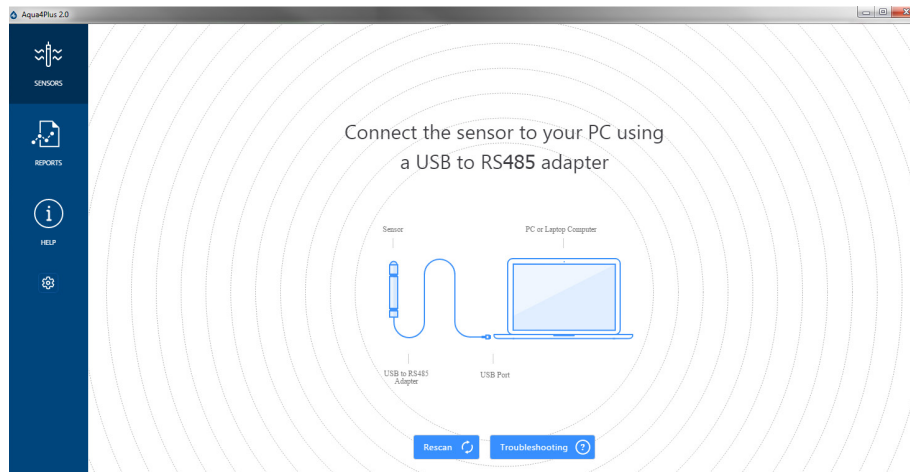 Aqua4Plus 2.0
SENSORS
REPORTS
i
HELP
Connect the sensor to your PC using
a USB to RS485 adapter
Sensor
PC or Laptop Computer
USB to RS485
Adapter
USB Port
Rescan
Troubleshooting ?